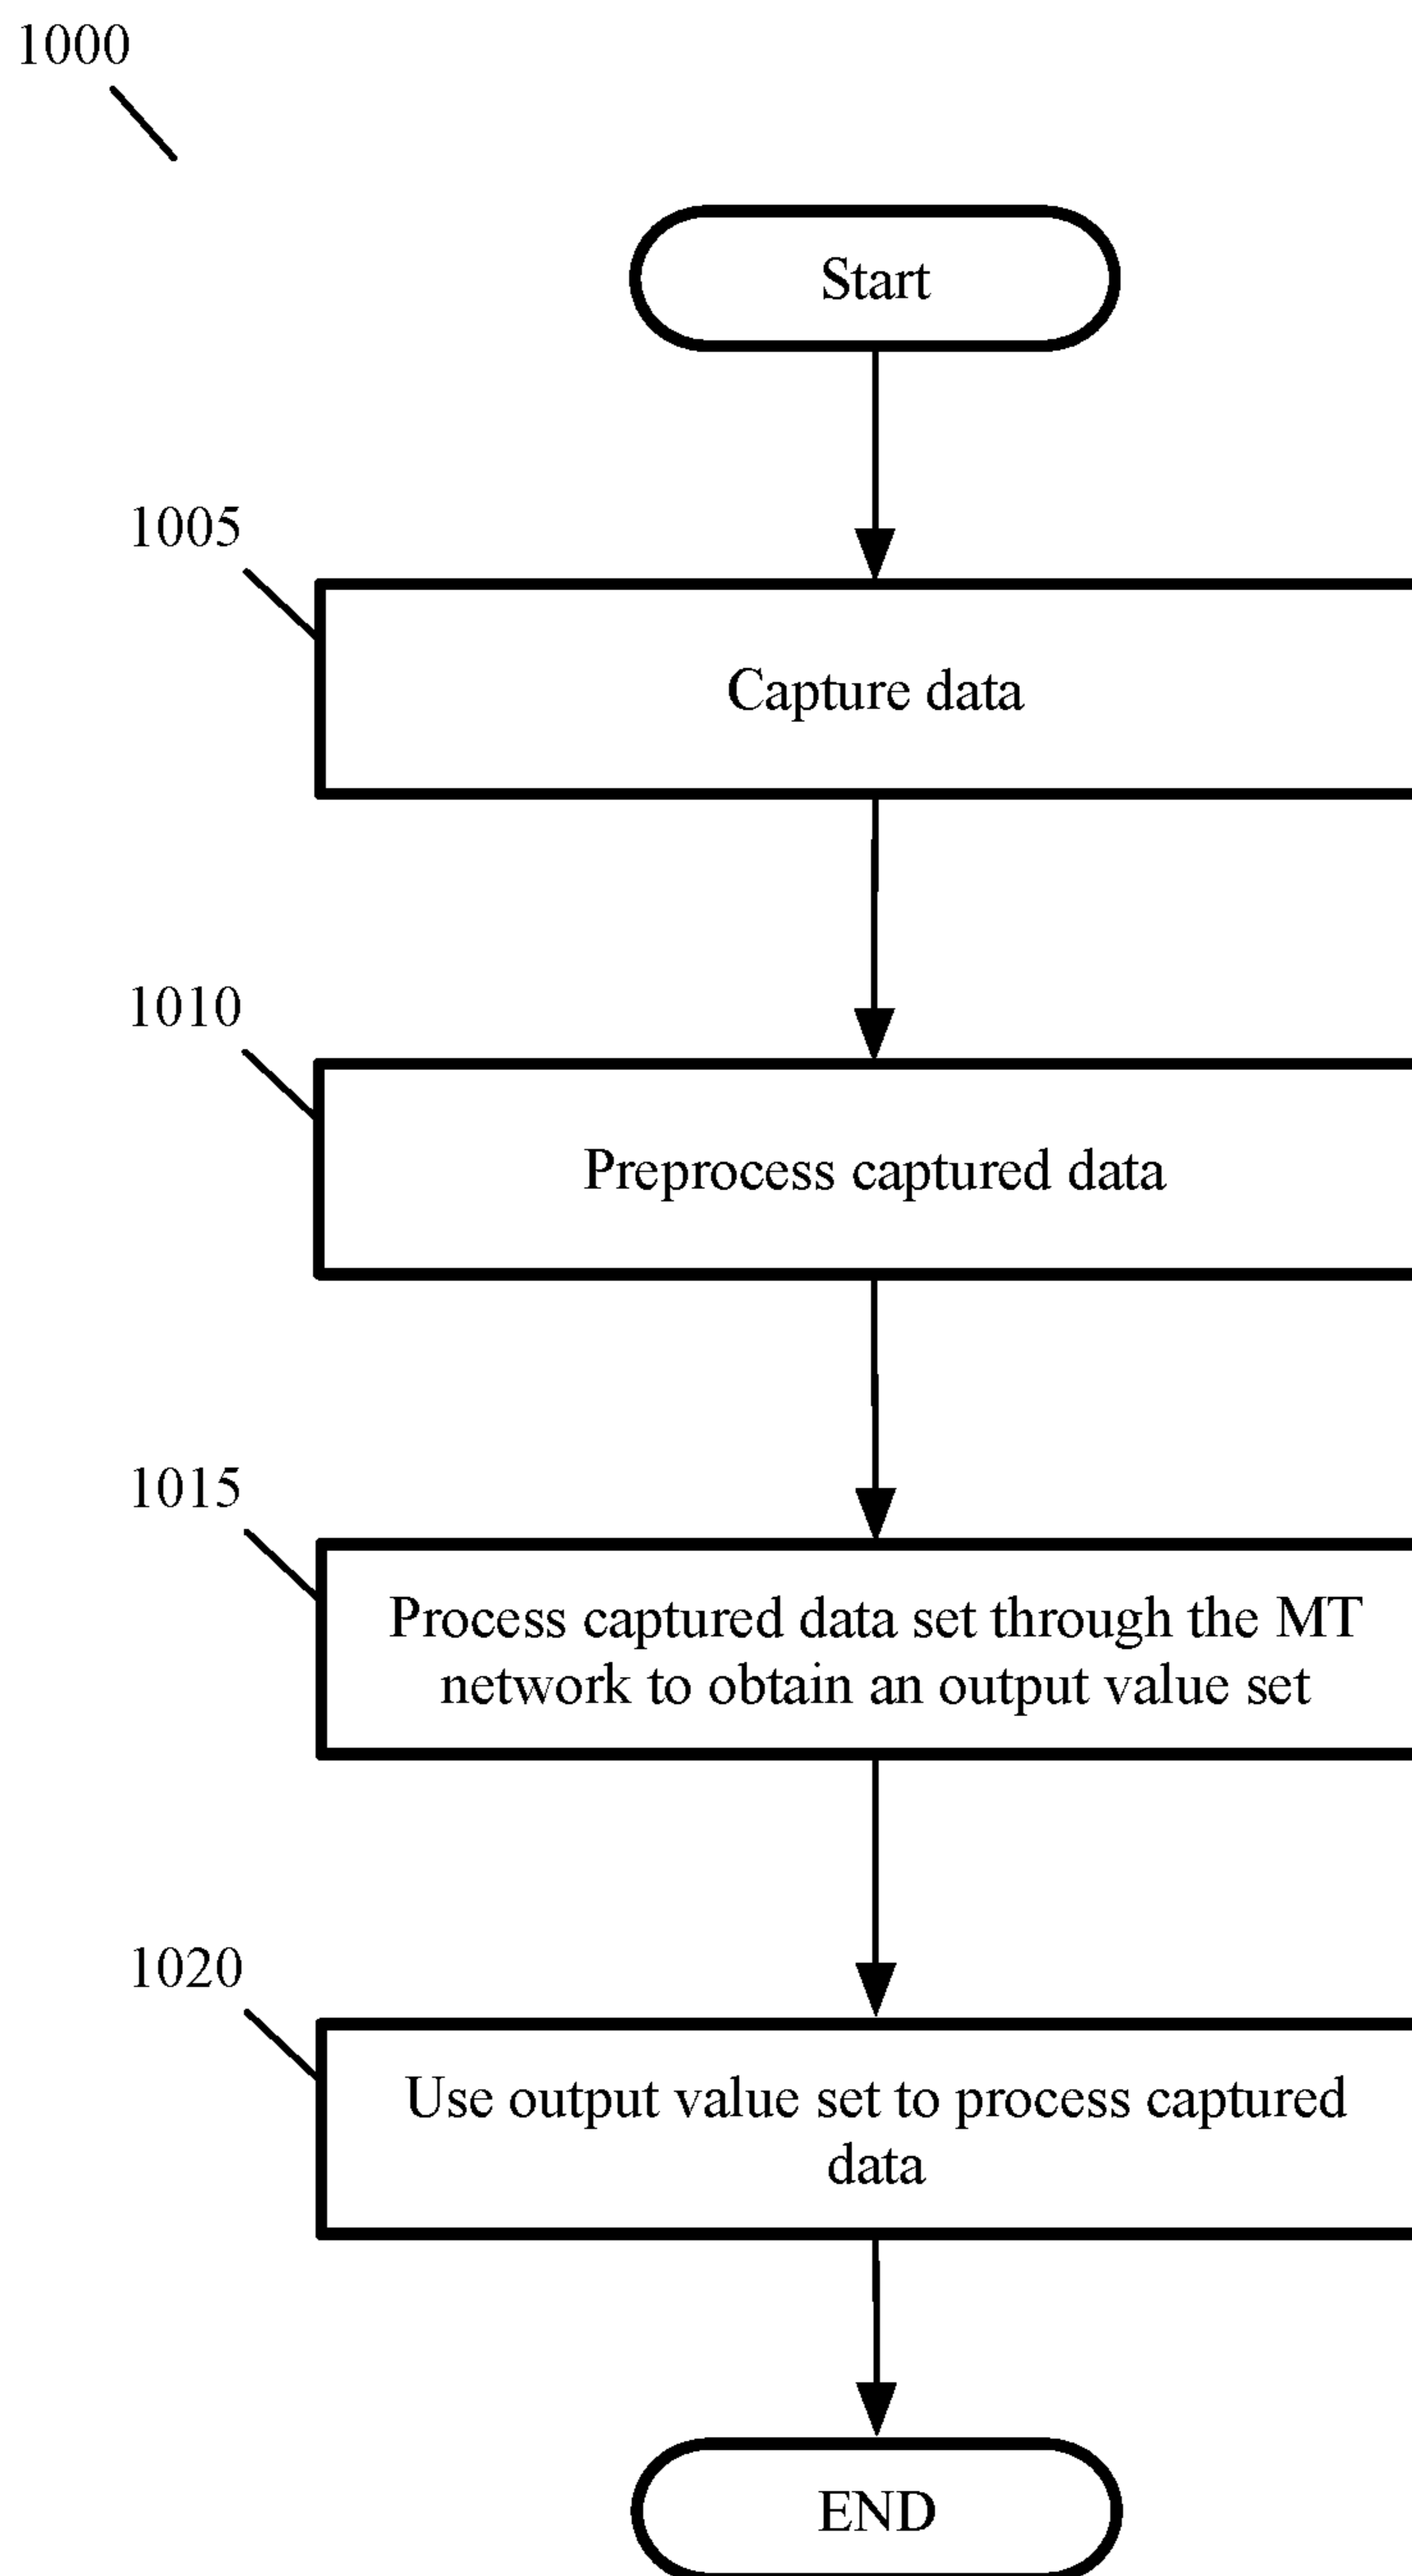 1000
Start
1005
Capture data
1010
Preprocess captured data
1015
Process captured data set through the MT
network to obtain an output value set
1020
Use output value set to process captured
data
END